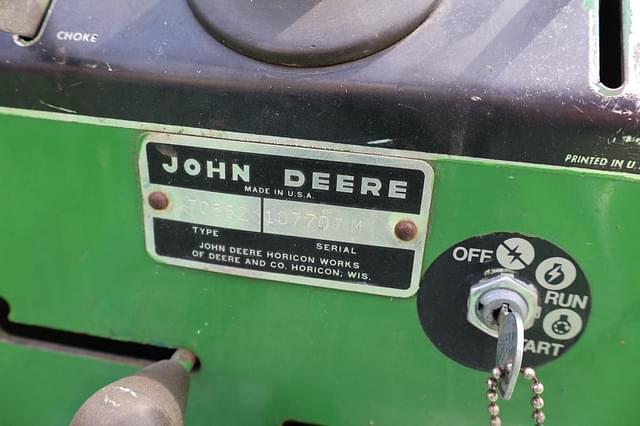 CHOKE
PRINTED IN U.
JOHN DEERE
MADE IN U.S.A.
107707 M
TYPE
SERIAL
JOHN DEERE HORICON WORKS
OF DEERE AND CO. HORICON, WIS.
OFF
RUN
START